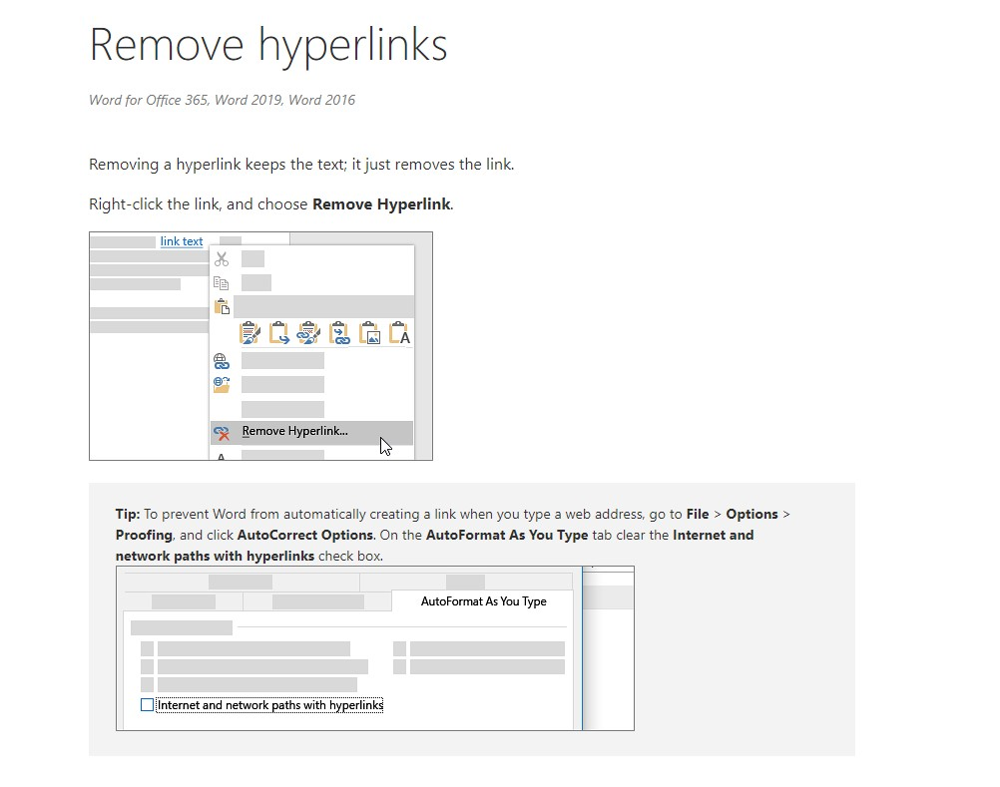 Remove hyperlinks
Word for Office 365, Word 2019, Word 2016
Removing a hyperlink keeps the text; it just removes the link.
Right-click the link, and choose Remove Hyperlink.
link text
A
Remove Hyperlink...
A
Tip: To prevent Word from automatically creating a link when you type a web address, go to File > Options >
Proofing, and click AutoCorrect Options. On the AutoFormat As You Type tab clear the Internet and
network paths with hyperlinks check box.
AutoFormat As You Type
Internet and network paths with hyperlinks